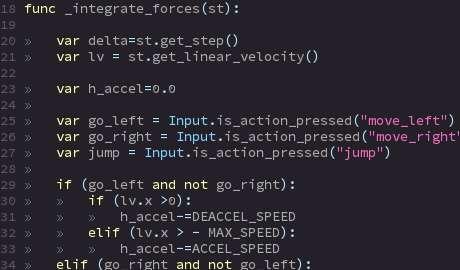 18 func _integrate_forces(st):
19
20 »   var delta=st.get_step()
21 »   var lv = st.get_linear_velocity()
22
23 »   var h_accel=0.0
24 »
25 »   var go_left = Input.is_action_pressed("move_left")
26 »   var go_right = Input.is_action_pressed("move_right"
27 »   var jump = Input.is_action_pressed("jump")
28 »
29 »   if (go_left and not go_right):
30 »   »   if (lv.x >0):
31 »   »   »   h_accel-=DEACCEL_SPEED
32 »   »   elif (lv.x > - MAX_SPEED):
33 »   »   »   h_accel-=ACCEL_SPEED
34 »   elif (go_right and not go_left):